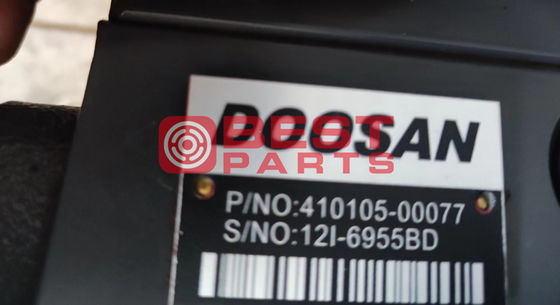 DOOSAN
BEST
PARTS
P/NO:410105-00077
S/NO:12I-6955BD